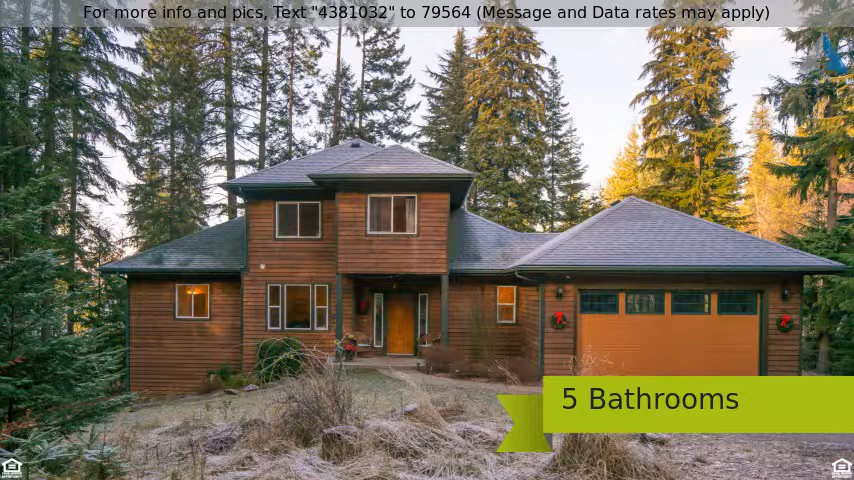 For more info and pics, Text "4381032" to 79564 (Message and Data rates may apply)
5 Bathrooms